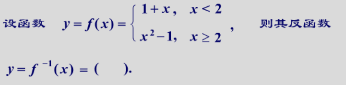 设函数 y = f(x) = { 1 + x , x < 2
x² − 1, x ≥ 2 , 则其反函数
y = f ⁻¹(x) = ( ).